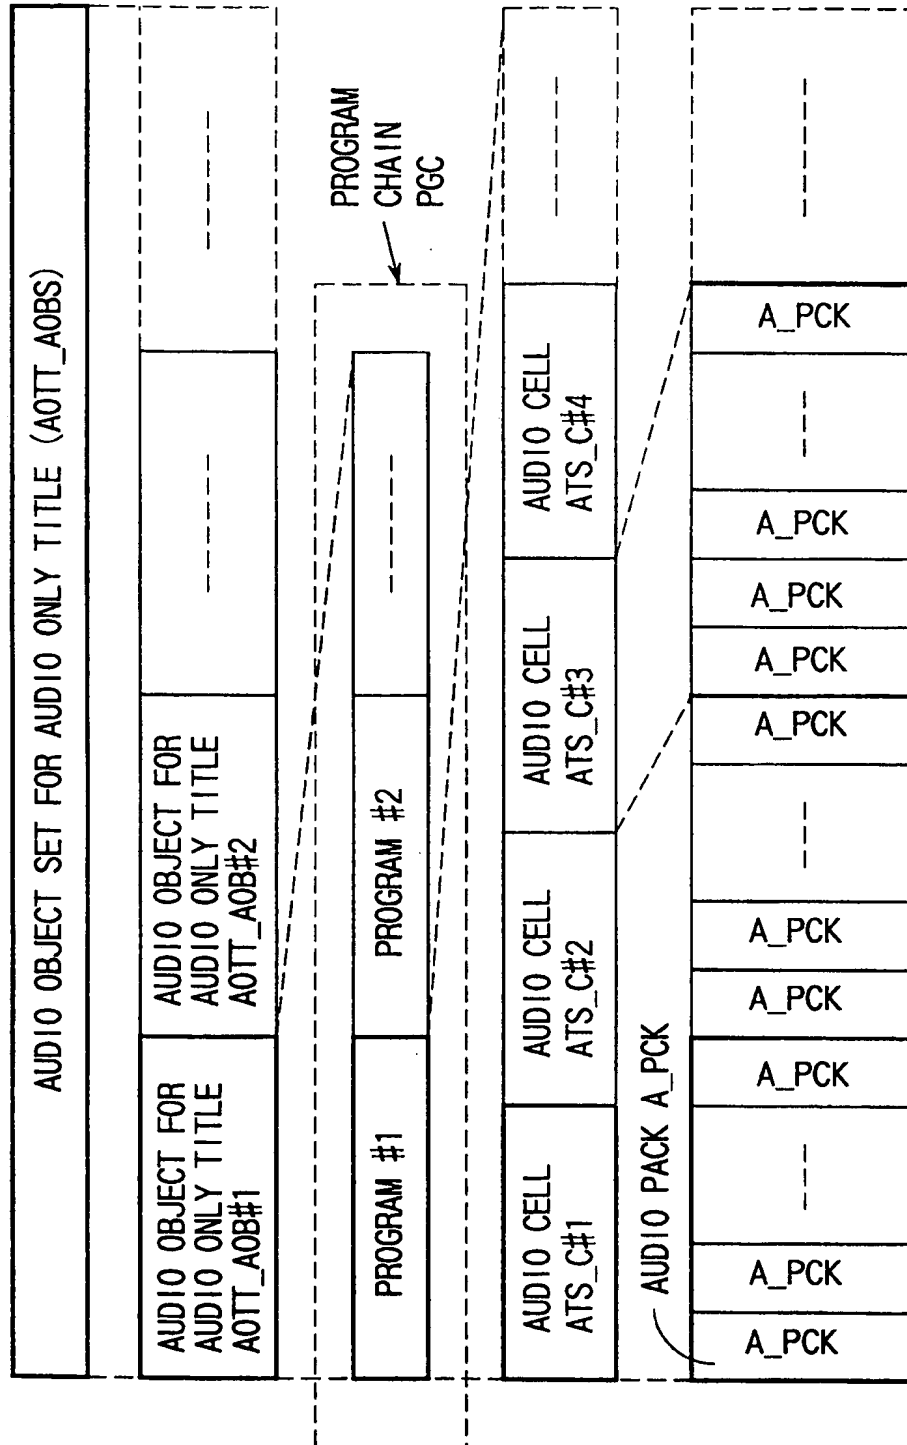 AUDIO OBJECT SET FOR AUDIO ONLY TITLE (AOTT_AOBS)
AUDIO OBJECT FOR
AUDIO ONLY TITLE
AOTT_AOB#1
AUDIO OBJECT FOR
AUDIO ONLY TITLE
AOTT_AOB#2
PROGRAM
CHAIN
PGC
PROGRAM #1
PROGRAM #2
AUDIO CELL
ATS_C#1
AUDIO CELL
ATS_C#2
AUDIO CELL
ATS_C#3
AUDIO CELL
ATS_C#4
AUDIO PACK A_PCK
A_PCK
A_PCK
A_PCK
A_PCK
A_PCK
A_PCK
A_PCK
A_PCK
A_PCK
A_PCK